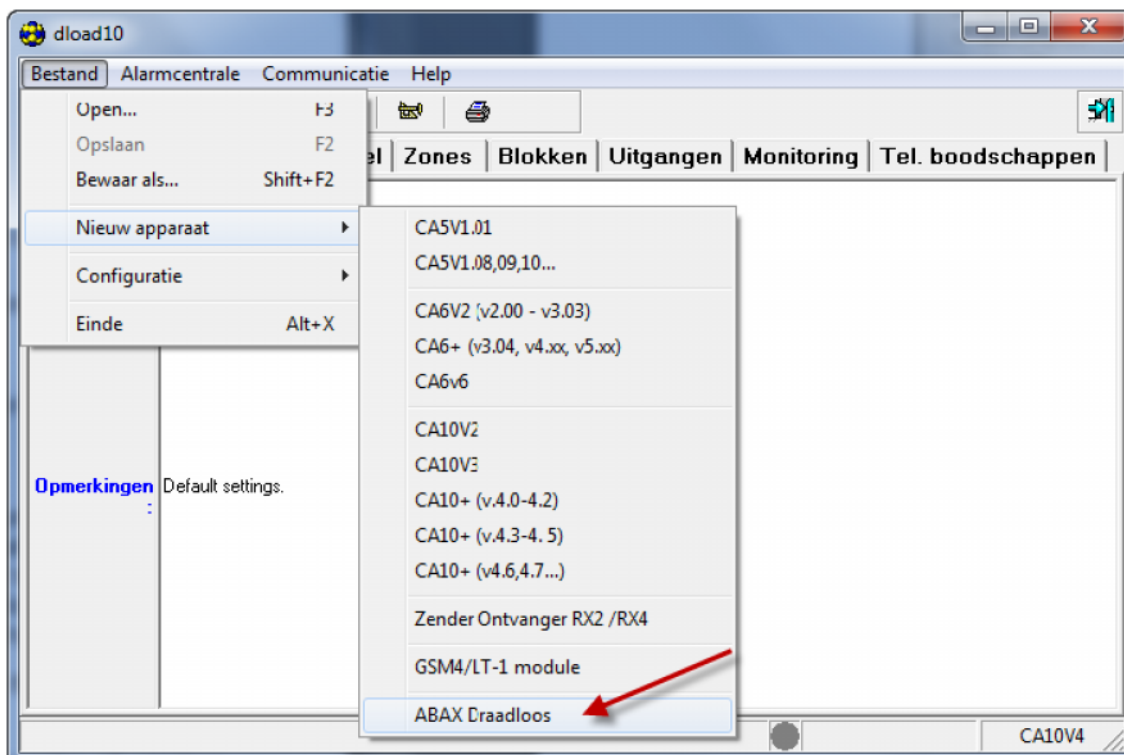 dload10
Bestand Alarmcentrale Communicatie Help
Open... F3
Opslaan F2
Bewaar als... Shift+F2
Nieuw apparaat
Configuratie
Einde Alt+X
el Zones Blokken Uitgangen Monitoring Tel. boodschappen
CA5V1.01
CA5V1.08,09,10...
CA6V2 (v2.00 - v3.03)
CA6+ (v3.04, v4.xx, v5.xx)
CA6v6
CA10V2
CA10V3
CA10+ (v.4.0-4.2)
CA10+ (v.4.3-4.5)
CA10+ (v4.6,4.7...)
Zender Ontvanger RX2 /RX4
GSM4/LT-1 module
ABAX Draadloos
Opmerkingen : Default settings.
CA10V4